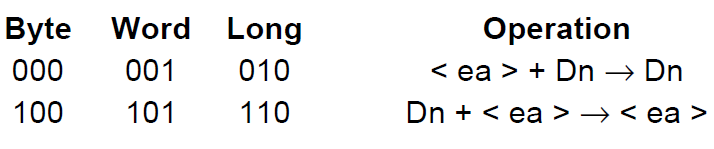 Byte Word Long Operation
000 001 010 < ea > + Dn → Dn
100 101 110 Dn + < ea > → < ea >